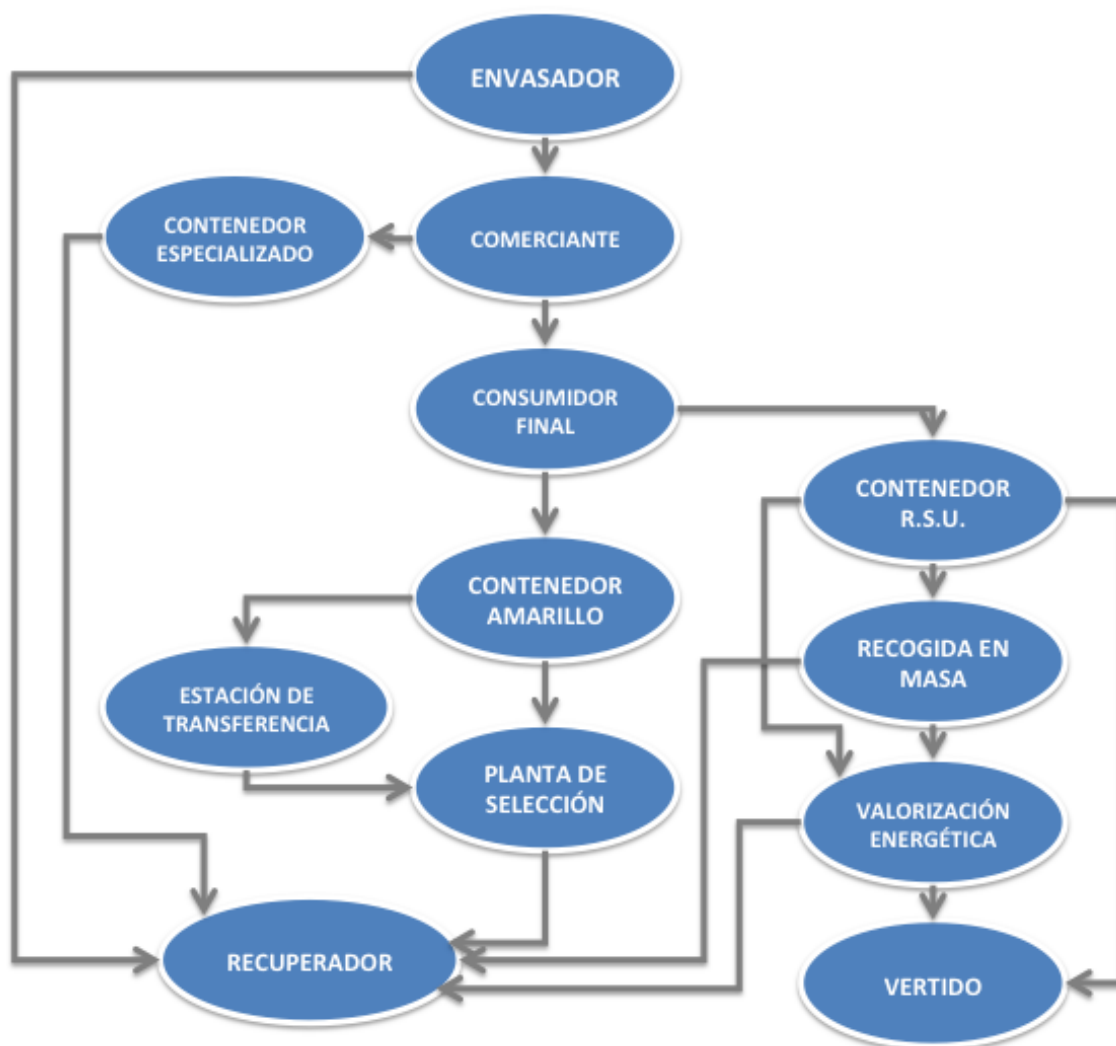 ENVASADOR
CONTENEDOR
ESPECIALIZADO
COMERCIANTE
CONSUMIDOR
FINAL
CONTENEDOR
R.S.U.
CONTENEDOR
AMARILLO
RECOGIDA EN
MASA
ESTACIÓN DE
TRANSFERENCIA
PLANTA DE
SELECCIÓN
VALORIZACIÓN
ENERGÉTICA
RECUPERADOR
VERTIDO